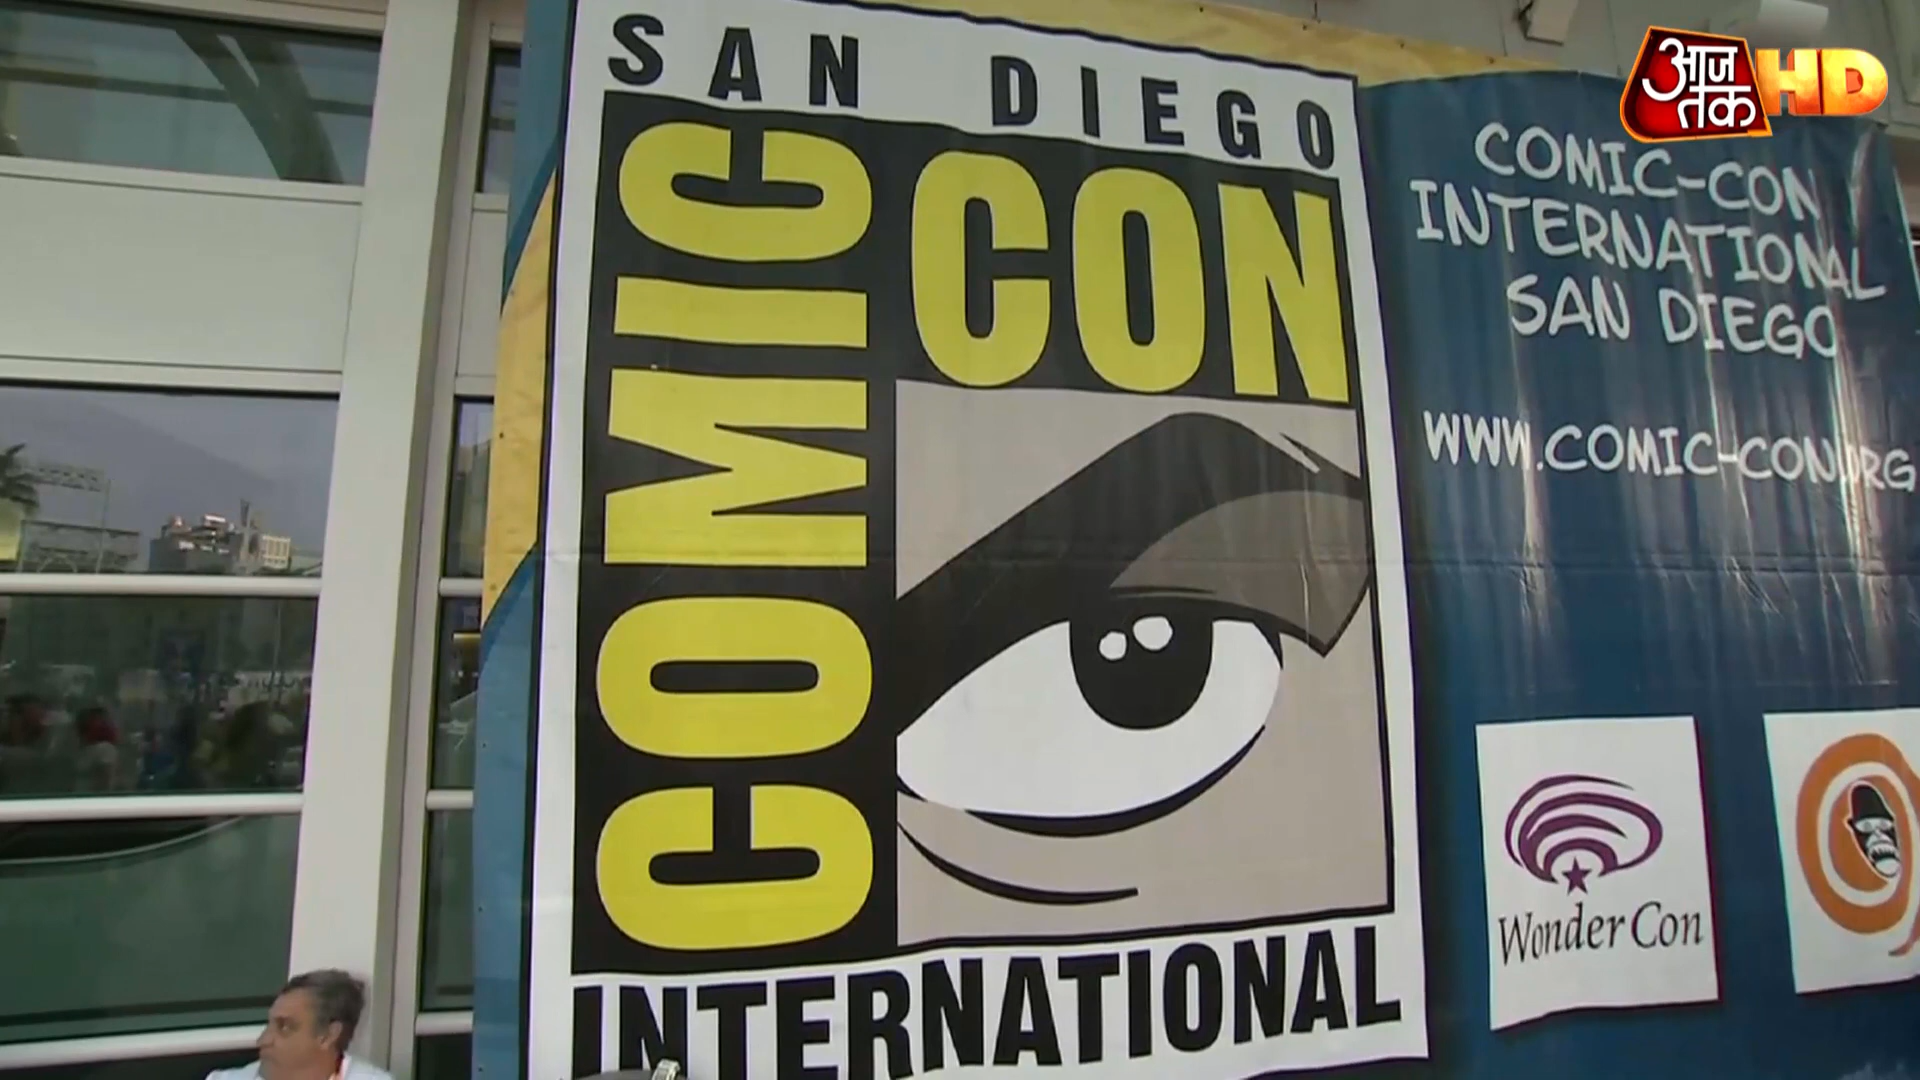 SAN DIEGO
COMIC
CON
INTERNATIONAL
COMIC-CON
INTERNATIONAL
SAN DIEGO
WWW.COMIC-CON.ORG
WonderCon
आज
तक
HD